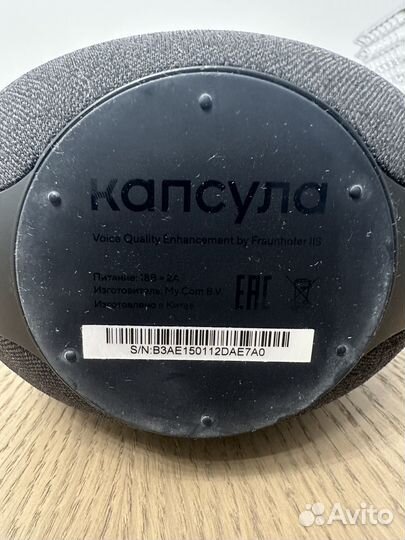 капсула
Voice Quality Enhancement by Fraunhofer IIS
Питание: 18В = 2А
Изготовитель: My.Com B.V.
Изготовлено в Китае
EAC
S/N:B3AE150112DAE7A0
Avito